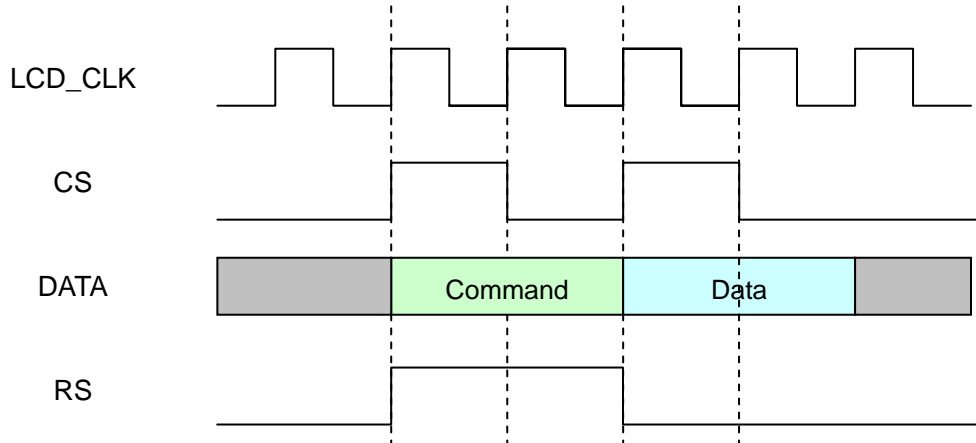 LCD_CLK
CS
DATA
Command
Data
RS